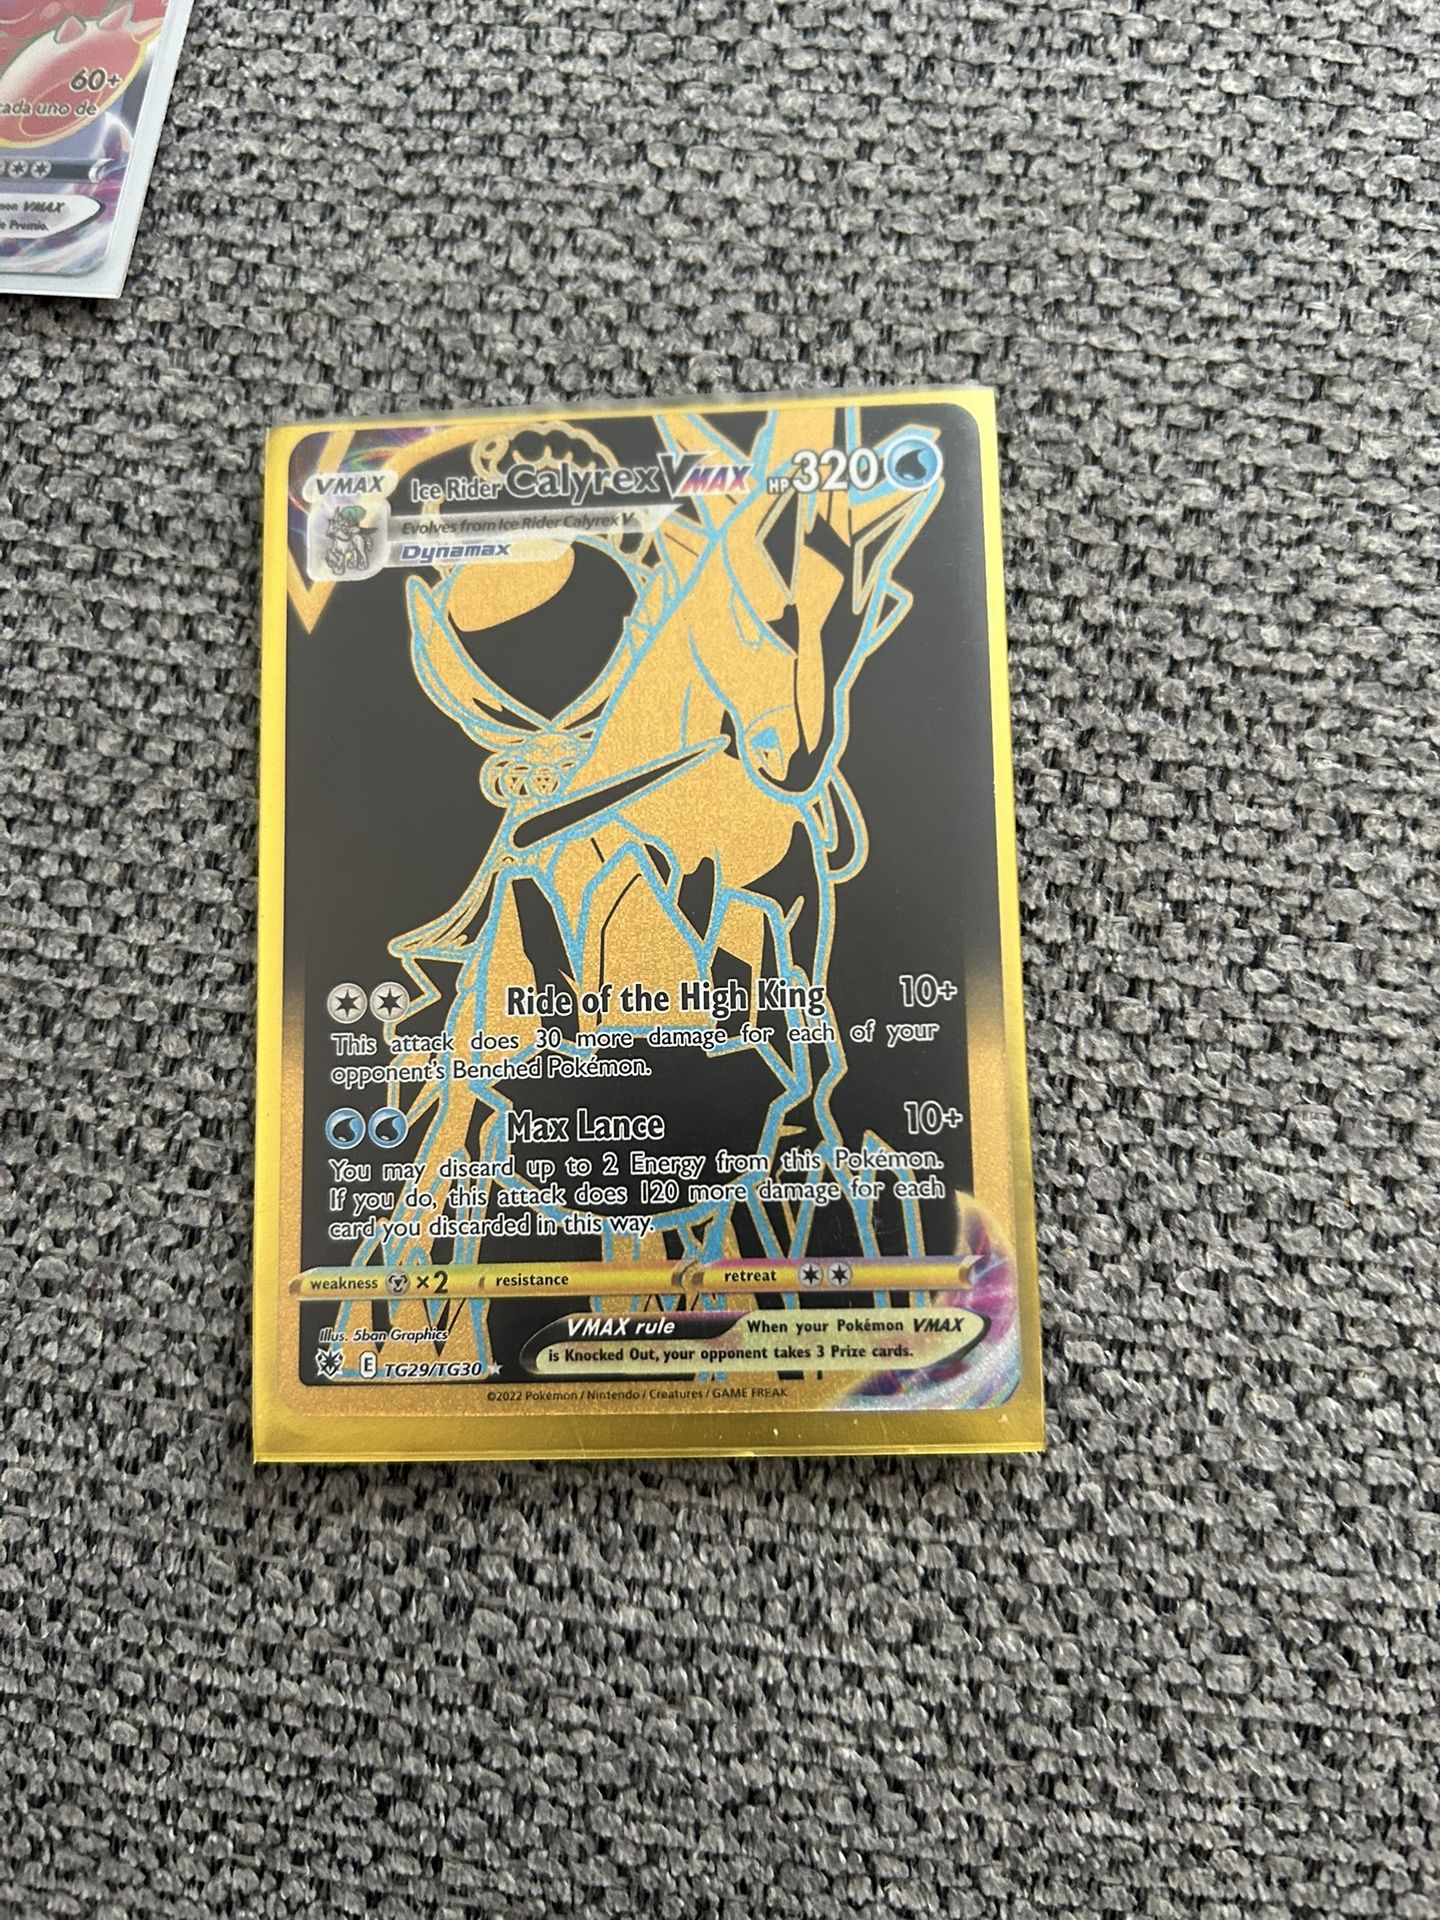 60+
cada uno de
VMAX
e Premio.
VMAX
Ice Rider Calyrex VMAX
HP 320
Evolves from Ice Rider Calyrex V
Dynamax
Ride of the High King 10+
This attack does 30 more damage for each of your
opponent's Benched Pokémon.
Max Lance 10+
You may discard up to 2 Energy from this Pokémon.
If you do, this attack does 120 more damage for each
card you discarded in this way.
weakness ×2 resistance retreat
Illus. 5ban Graphics
VMAX rule When your Pokémon VMAX
is Knocked Out, your opponent takes 3 Prize cards.
E TG29/TG30
©2022 Pokémon / Nintendo / Creatures / GAME FREAK